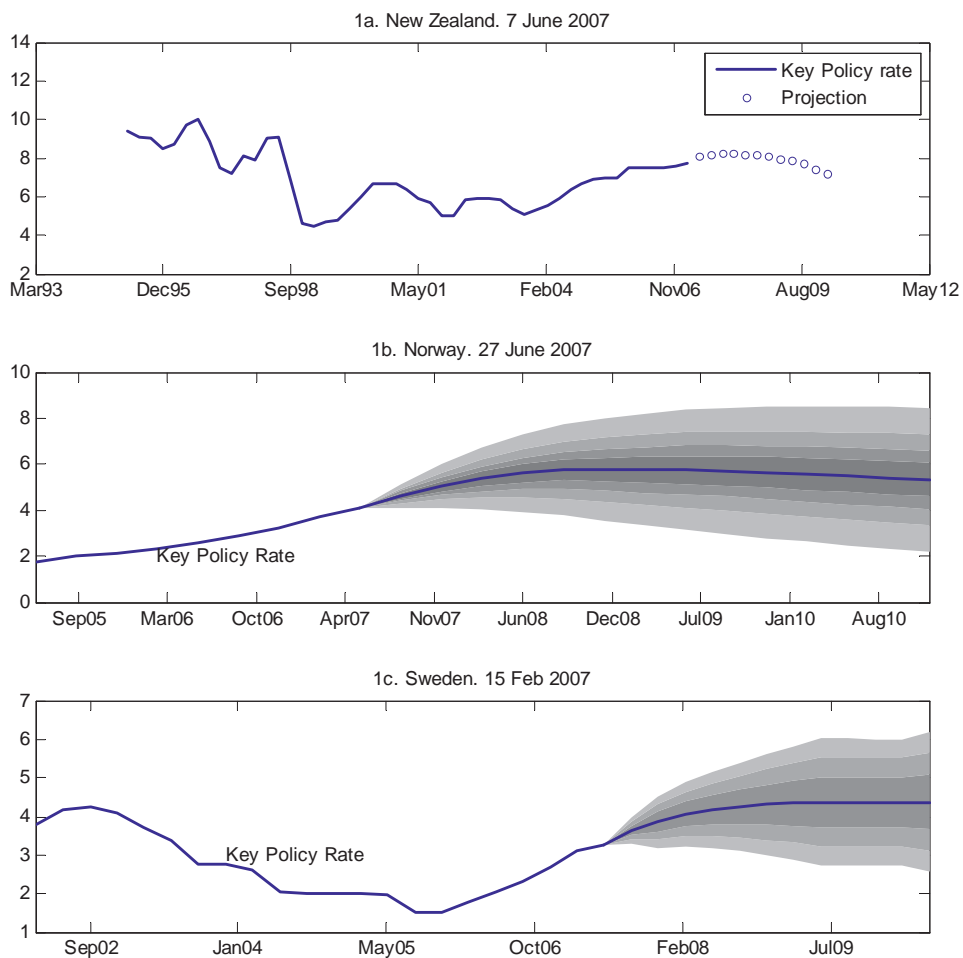 1a. New Zealand. 7 June 2007
14
12
10
8
6
4
2
Key Policy rate
Projection
Mar93 Dec95 Sep98 May01 Feb04 Nov06 Aug09 May12
1b. Norway. 27 June 2007
10
8
6
4
2
0
Key Policy Rate
Sep05 Mar06 Oct06 Apr07 Nov07 Jun08 Dec08 Jul09 Jan10 Aug10
1c. Sweden. 15 Feb 2007
7
6
5
4
3
2
1
Key Policy Rate
Sep02 Jan04 May05 Oct06 Feb08 Jul09